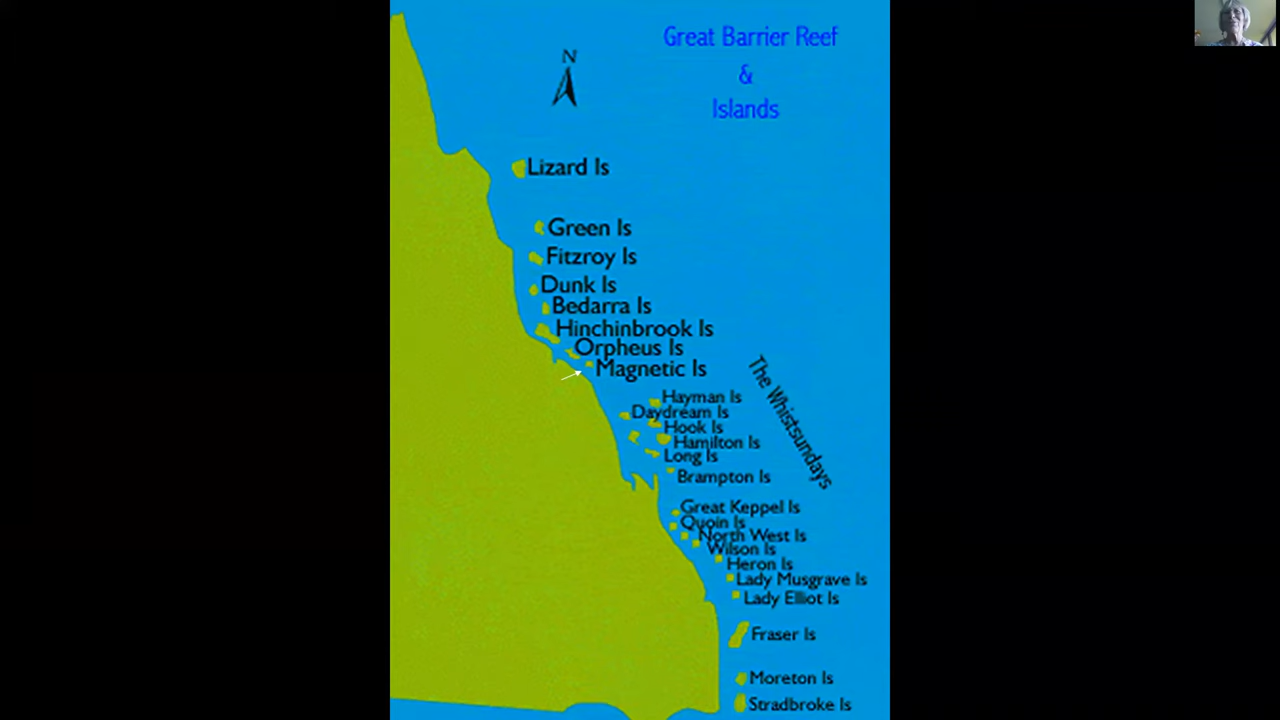 Great Barrier Reef
&
Islands
N
Lizard Is
Green Is
Fitzroy Is
Dunk Is
Bedarra Is
Hinchinbrook Is
Orpheus Is
Magnetic Is
The Whistsundays
Hayman Is
Daydream Is
Hook Is
Hamilton Is
Long Is
Brampton Is
Great Keppel Is
Quoin Is
North West Is
Wilson Is
Heron Is
Lady Musgrave Is
Lady Elliot Is
Fraser Is
Moreton Is
Stradbroke Is